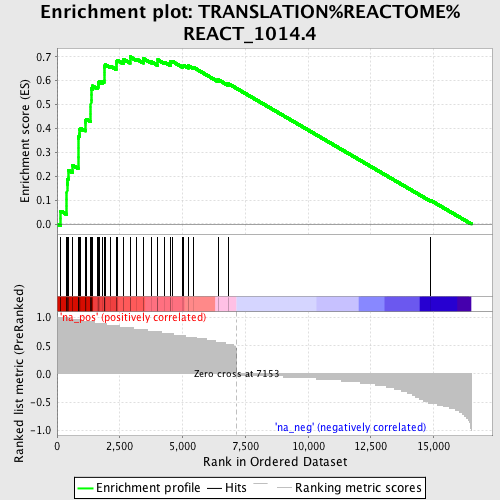 Enrichment plot: TRANSLATION%REACTOME%
REACT_1014.4
Enrichment score (ES)
0.7
0.6
0.5
0.4
0.3
0.2
0.1
0.0
Ranked list metric (PreRanked)
1.0
0.5
0.0
-0.5
-1.0
'na_pos' (positively correlated)
Zero cross at 7153
'na_neg' (negatively correlated)
0
2,500
5,000
7,500
10,000
12,500
15,000
Rank in Ordered Dataset
Enrichment profile
Hits
Ranking metric scores